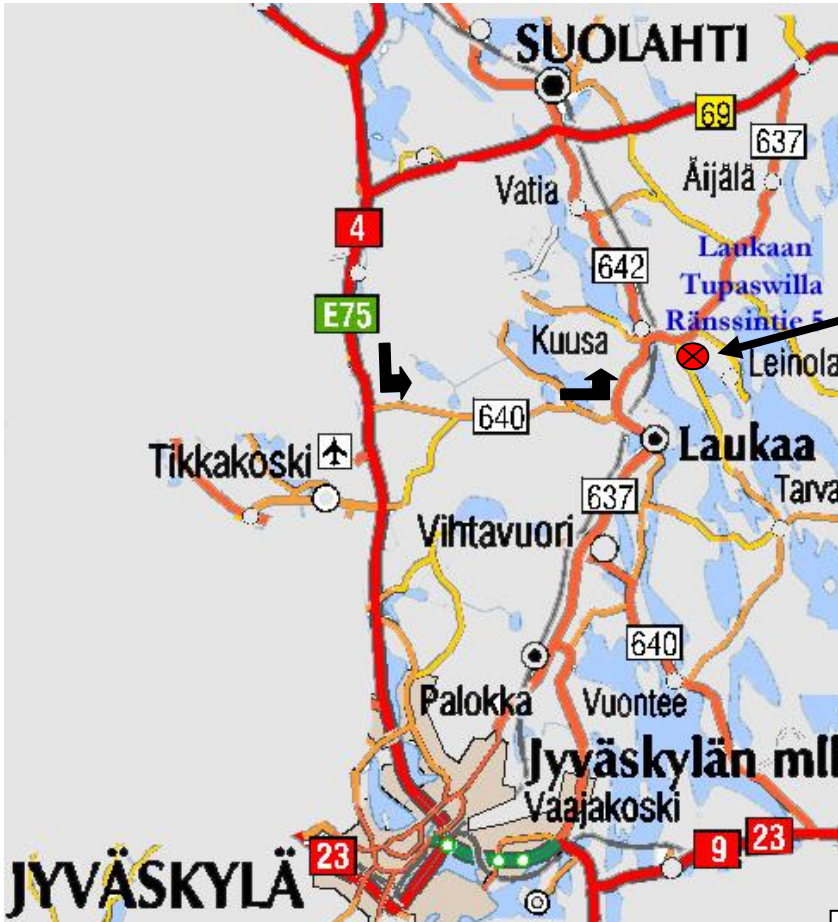 SUOLAHTI
69
637
Vatia
Äijälä
4
642
Laukaan
Tupaswilla
Ränssintie 5
E75
Kuusa
Leinola
640
Tikkakoski
Laukaa
637
Tarva
Vihtavuori
640
Palokka
Vuontee
Jyväskylän mll
Vaajakoski
23
9
23
JYVÄSKYLÄ